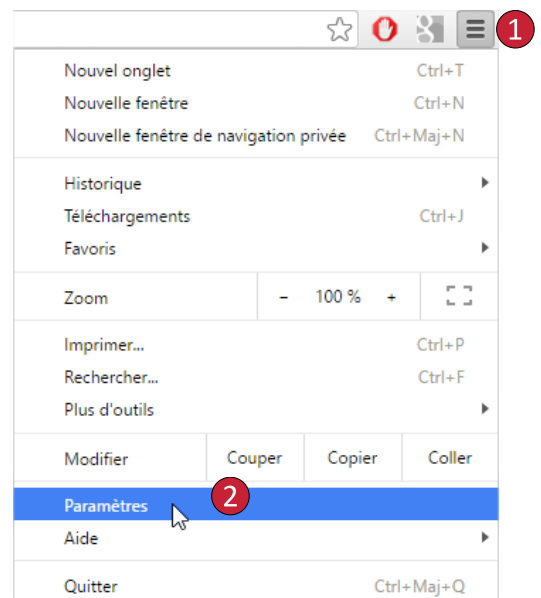 1
Nouvel onglet Ctrl+T
Nouvelle fenêtre Ctrl+N
Nouvelle fenêtre de navigation privée Ctrl+Maj+N
Historique
Téléchargements Ctrl+J
Favoris
Zoom - 100 % +
Imprimer... Ctrl+P
Rechercher... Ctrl+F
Plus d'outils
Modifier Couper Copier Coller
Paramètres 2
Aide
Quitter Ctrl+Maj+Q